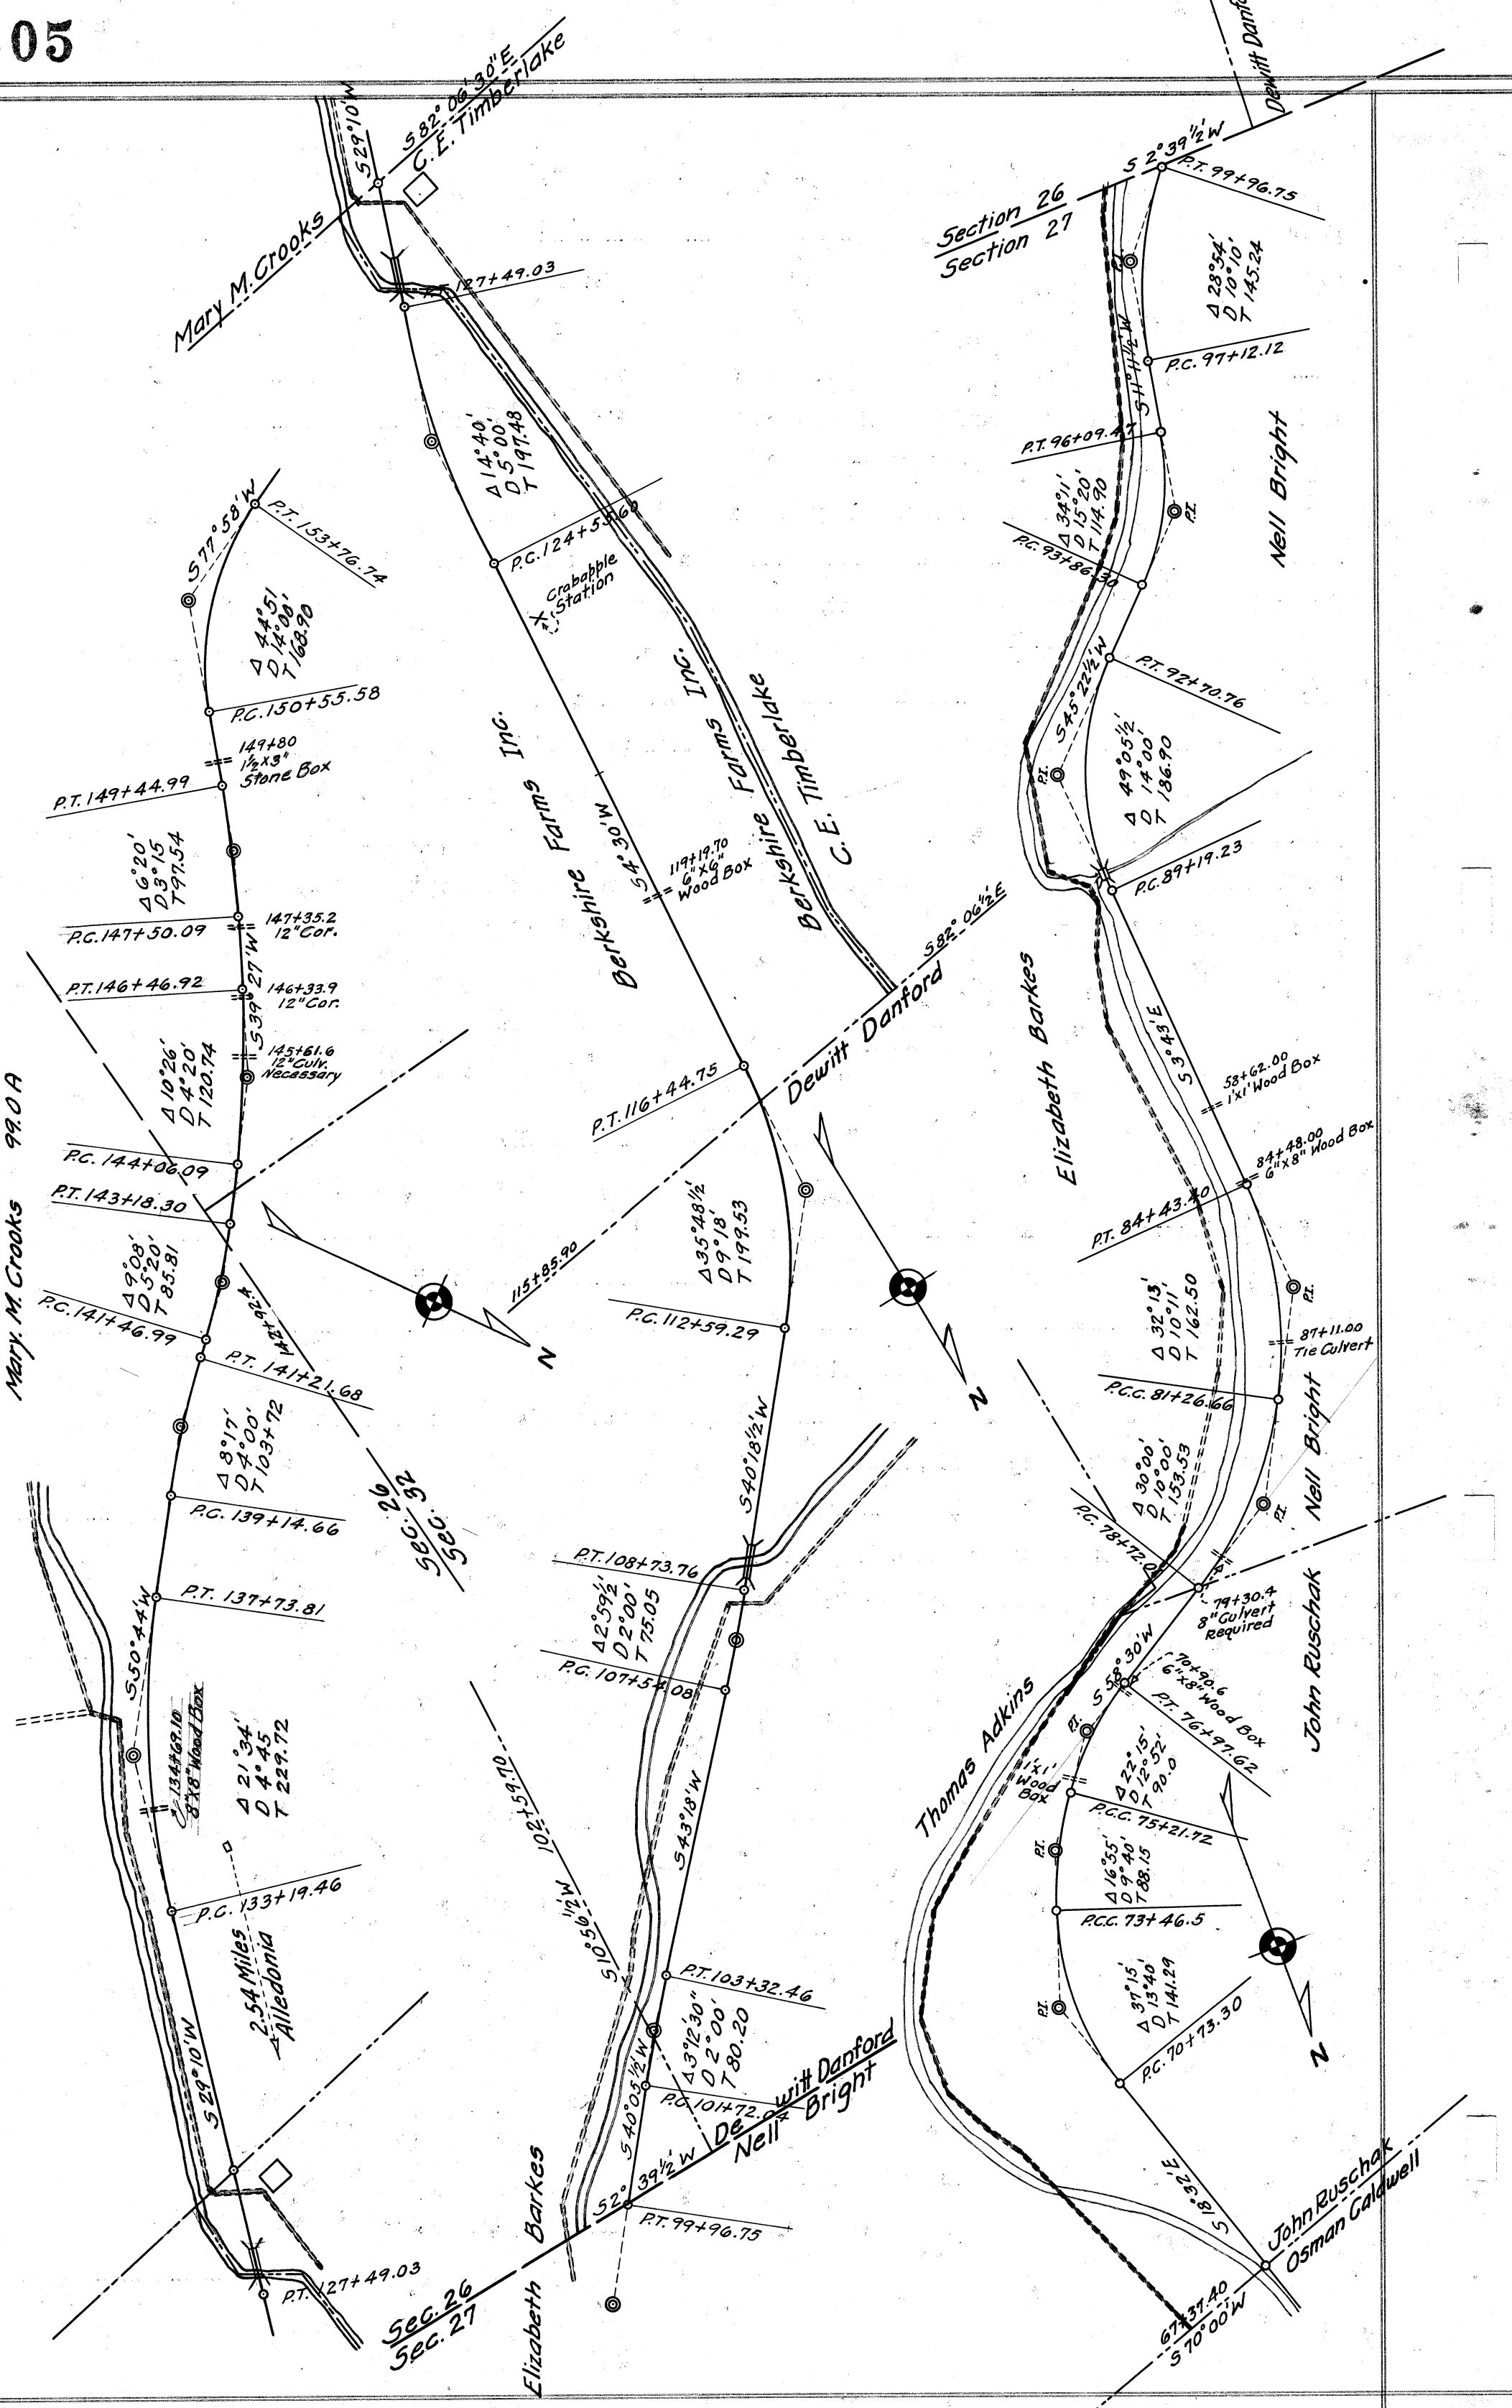 05
S 82° 06' 30" E
C. E. Timberlake
S 29° 10' W
Mary M. Crooks
127+49.03
Δ 14° 40'
D 5° 00'
T 197.48
P.C. 124+55.60
Crabapple
Station
S 77° 58' W
P.T. 153+76.74
Δ 44° 51
D 14° 00'
T 168.90
P.C. 150+55.58
149+80
1½ x 3"
Stone Box
P.T. 149+44.99
Δ 6° 20'
D 3° 15
T 97.54
P.C. 147+50.09
147+35.2
12" Cor.
P.T. 146+46.92
146+33.9
12" Cor.
S 39° 27' W
145+61.6
12" Culv.
Necessary
Δ 10° 26'
D 4° 20'
T 120.74
P.C. 144+06.09
P.T. 143+18.30
Δ 9° 08'
D 5° 20'
T 85.81
P.C. 141+46.99
142+92.4
P.T. 141+21.68
Δ 8° 17'
D 4° 00'
T 103+72
P.C. 139+14.66
Sec. 26
Sec. 32
Mary. M. Crooks 99.0 A
N
P.T. 137+73.81
S 50° 44' W
134+69.10
8"x8" Wood Box
Δ 21° 34'
D 4° 45
T 229.72
P.C. 133+19.46
2.54 Miles
Alledonia
S 29° 10' W
P.T. 127+49.03
Berkshire Farms Inc.
Berkshire Farms Inc.
C. E. Timberlake
Berkshire
S 4° 30' W
119+19.70
6" x 6"
Wood Box
S 82° 06½ E
Dewitt Danford
P.T. 116+44.75
115+85.90
Δ 35° 48½'
D 9° 18'
T 199.53
P.C. 112+59.29
N
S 40° 18½' W
P.T. 108+73.76
Δ 2° 59½'
D 2° 00'
T 75.05
P.C. 107+54.08
S 43° 18' W
102+59.70
S 10° 56½' W
P.T. 103+32.46
Δ 3° 12' 30"
D 2° 00'
T 80.20
P.C. 101+72.
S 40° 05½' W
Dewitt Danford
Nell Bright
S 2° 39½' W
P.T. 99+96.75
Elizabeth Barkes
Elizabeth
Sec. 26
Sec. 27
Dewitt Danfo
S 2° 39½' W
P.T. 99+96.75
Section 26
Section 27
P.I.
Δ 28° 54'
D 10° 10'
T 145.24
S 11° 11½' W
P.C. 97+12.12
P.T. 96+09.47
Nell Bright
Δ 34° 11'
D 15° 20'
T 114.90
P.I.
P.C. 93+86.30
S 45° 22½' W
P.T. 92+70.76
P.I.
Δ 49° 05½'
D 14° 00'
T 186.90
P.C. 89+19.23
Elizabeth Barkes
S 3° 43' E
58+62.00
1'x1' Wood Box
84+48.00
6"x8" Wood Box
P.T. 84+43.40
P.I.
Δ 32° 13'
D 10° 11'
T 162.50
87+11.00
Tie Culvert
P.C.C. 81+26.66
Δ 30° 00'
D 10° 00'
T 153.53
P.I.
Nell Bright
P.C. 78+72.0
79+30.4
8" Culvert
Required
John Ruschak
S 58° 30' W
70+90.6
6"x8" Wood Box
P.T. 76+97.62
P.I.
Thomas Adkins
1'x1'
Wood
Box
Δ 22° 15'
D 12° 52'
T 90.0
P.C.C. 75+21.72
P.I.
Δ 16° 55'
D 9° 40'
T 88.15
P.C.C. 73+46.5
P.I.
Δ 37° 15'
D 13° 40'
T 141.29
P.C. 70+73.30
N
S 18° 32' E
John Ruschak
Osman Caldwell
67+37.40
S 70° 00' W